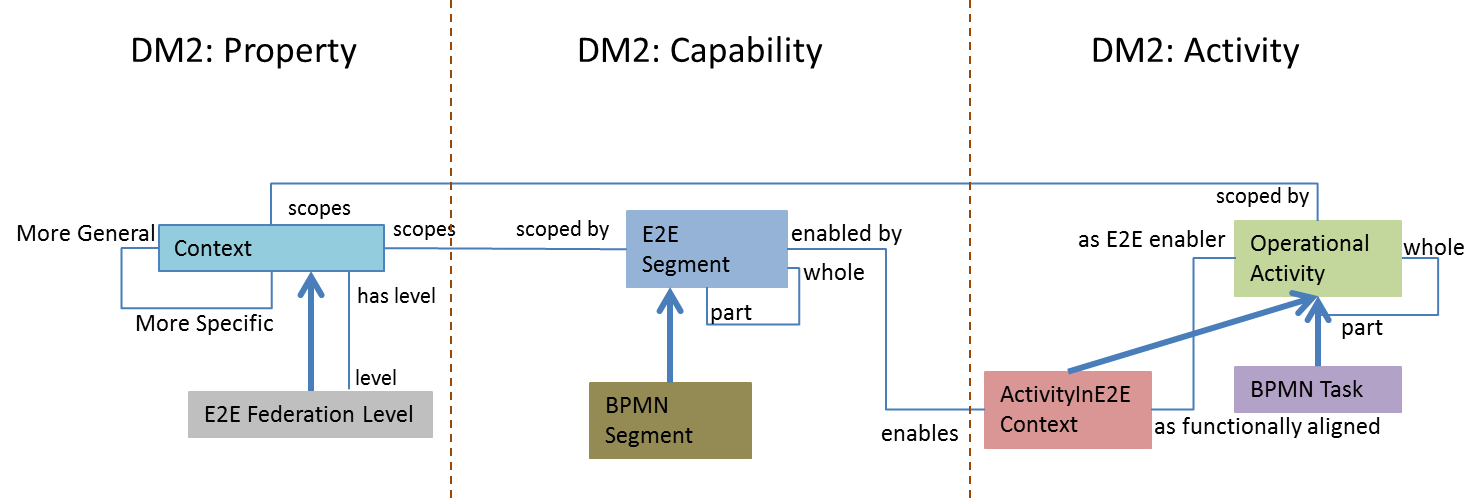 DM2: Property
DM2: Capability
DM2: Activity
scopes
scoped by
More General
Context
scopes
scoped by
E2E
Segment
enabled by
as E2E enabler
Operational
Activity
whole
whole
has level
part
More Specific
part
level
E2E Federation Level
BPMN
Segment
ActivityInE2E
Context
BPMN Task
enables
as functionally aligned